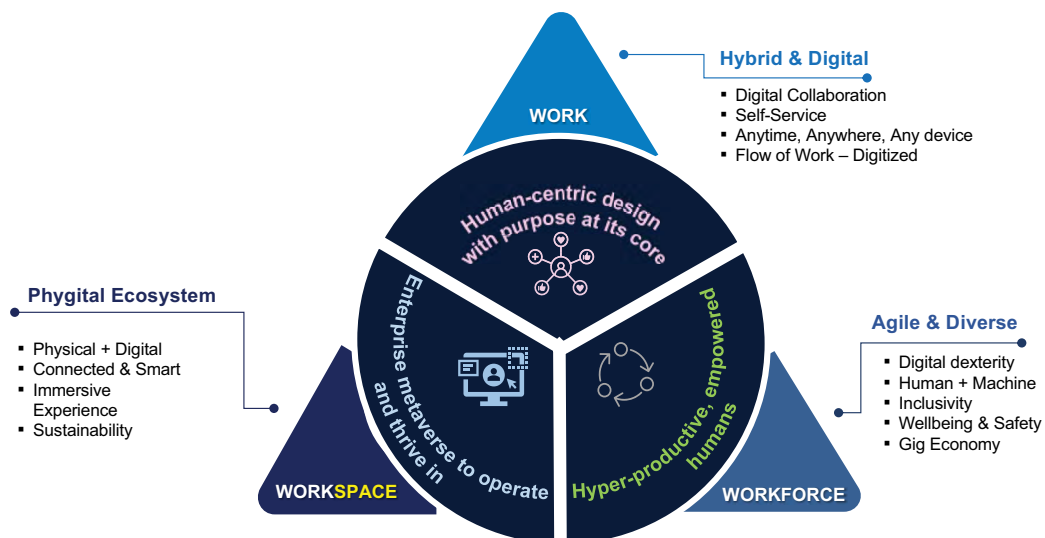 Hybrid & Digital
▪ Digital Collaboration
▪ Self-Service
▪ Anytime, Anywhere, Any device
▪ Flow of Work – Digitized
WORK
Human-centric design
with purpose at its core
Phygital Ecosystem
▪ Physical + Digital
▪ Connected & Smart
▪ Immersive
Experience
▪ Sustainability
WORKSPACE
Enterprise metaverse to operate
and thrive in
Agile & Diverse
▪ Digital dexterity
▪ Human + Machine
▪ Inclusivity
▪ Wellbeing & Safety
▪ Gig Economy
WORKFORCE
Hyper-productive, empowered
humans